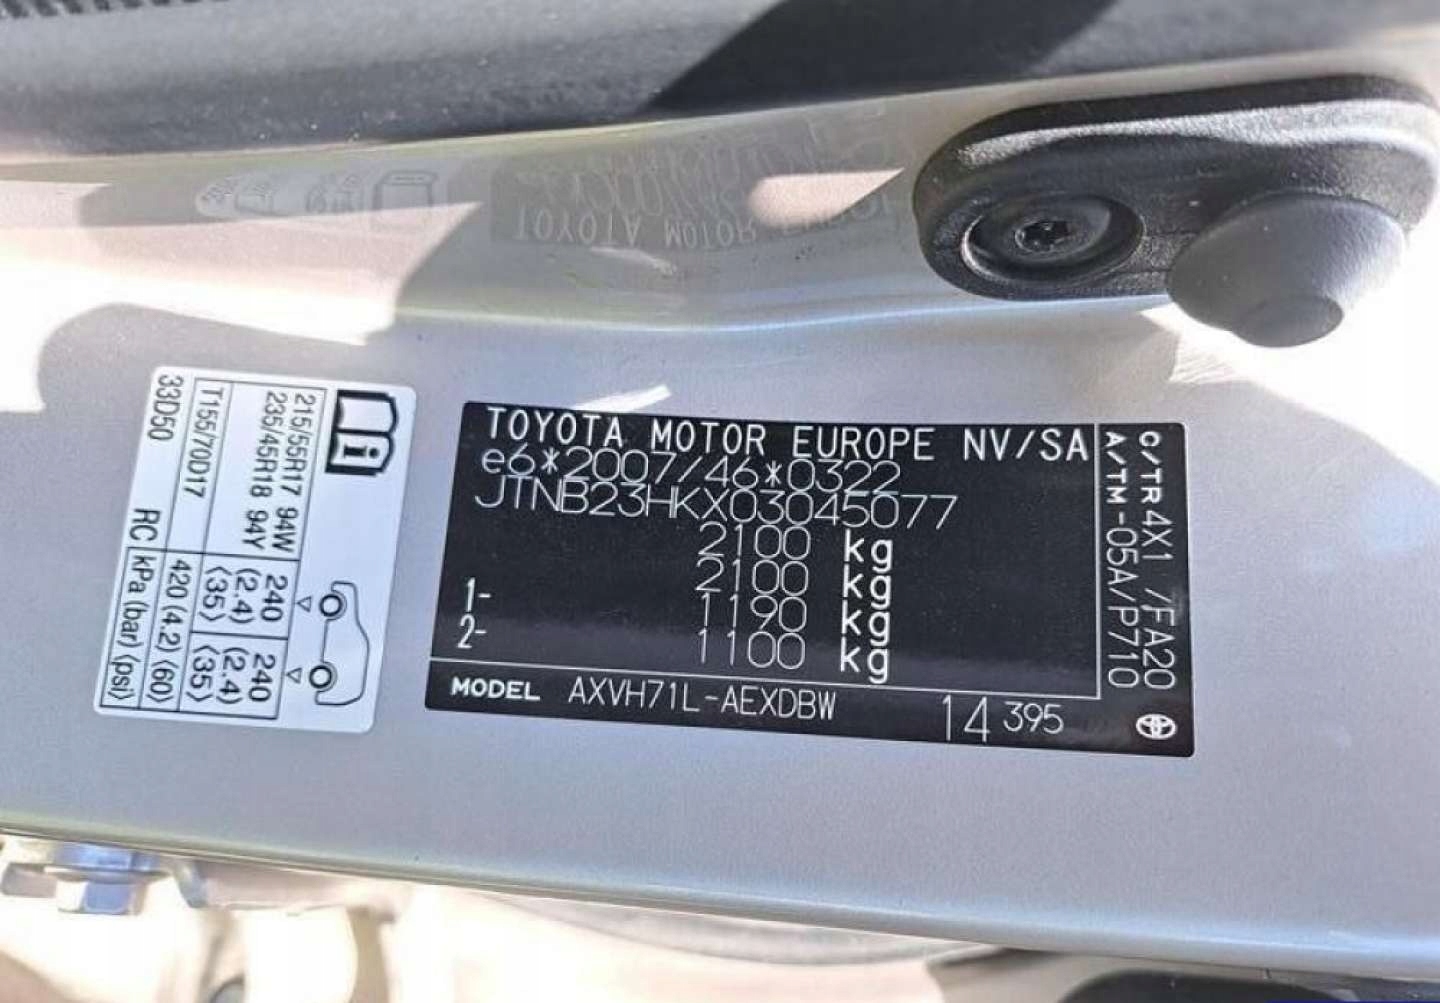 TOYOTA MOTOR EUROPE NV/SA
e6*2007/46*0322
JTNB23HKX03045077
2100 kg
2100 kg
1- 1190 kg
2- 1100 kg
MODEL AXVH71L-AEXDBW 14 395
C/TR 4X1 /FA20
A/TM -05A/P710
215/55R17 94W
235/45R18 94Y
240
(2.4)
<35>
240
(2.4)
<35>
T155/70D17
420 (4.2) <60>
33D50
RC
kPa (bar) <psi>
TOYOTA MOTOR